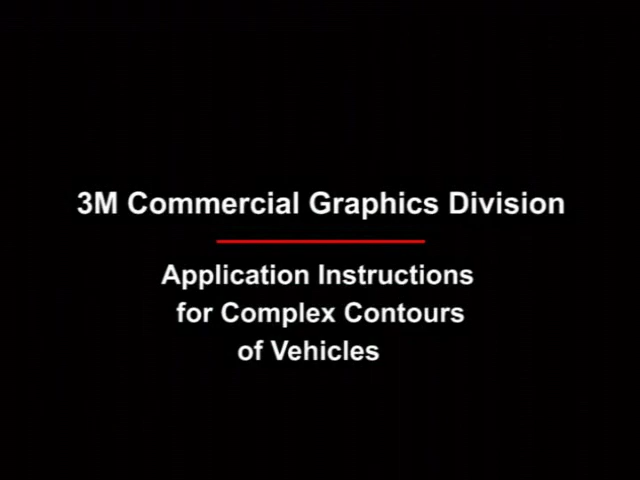 3M Commercial Graphics Division
Application Instructions
for Complex Contours
of Vehicles